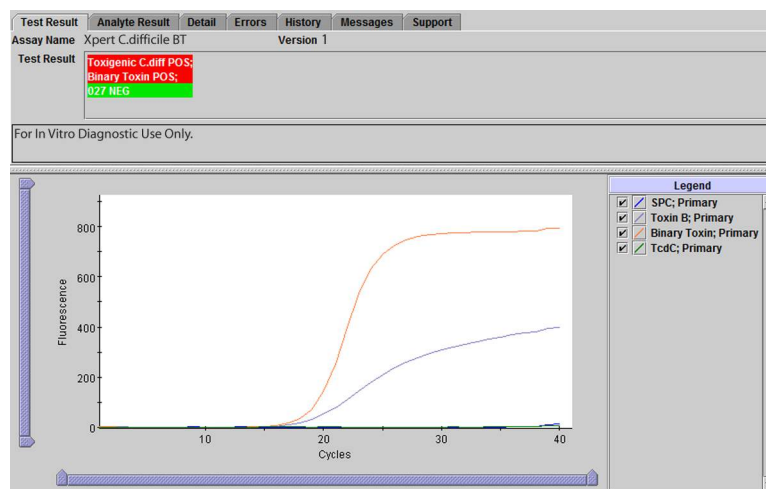 Test Result Analyte Result Detail Errors History Messages Support
Assay Name Xpert C.difficile BT Version 1
Test Result
Toxigenic C.diff POS;
Binary Toxin POS;
027 NEG
For In Vitro Diagnostic Use Only.
Legend
SPC; Primary
Toxin B; Primary
Binary Toxin; Primary
TcdC; Primary
Fluorescence
800
600
400
200
0
10 20 30 40
Cycles